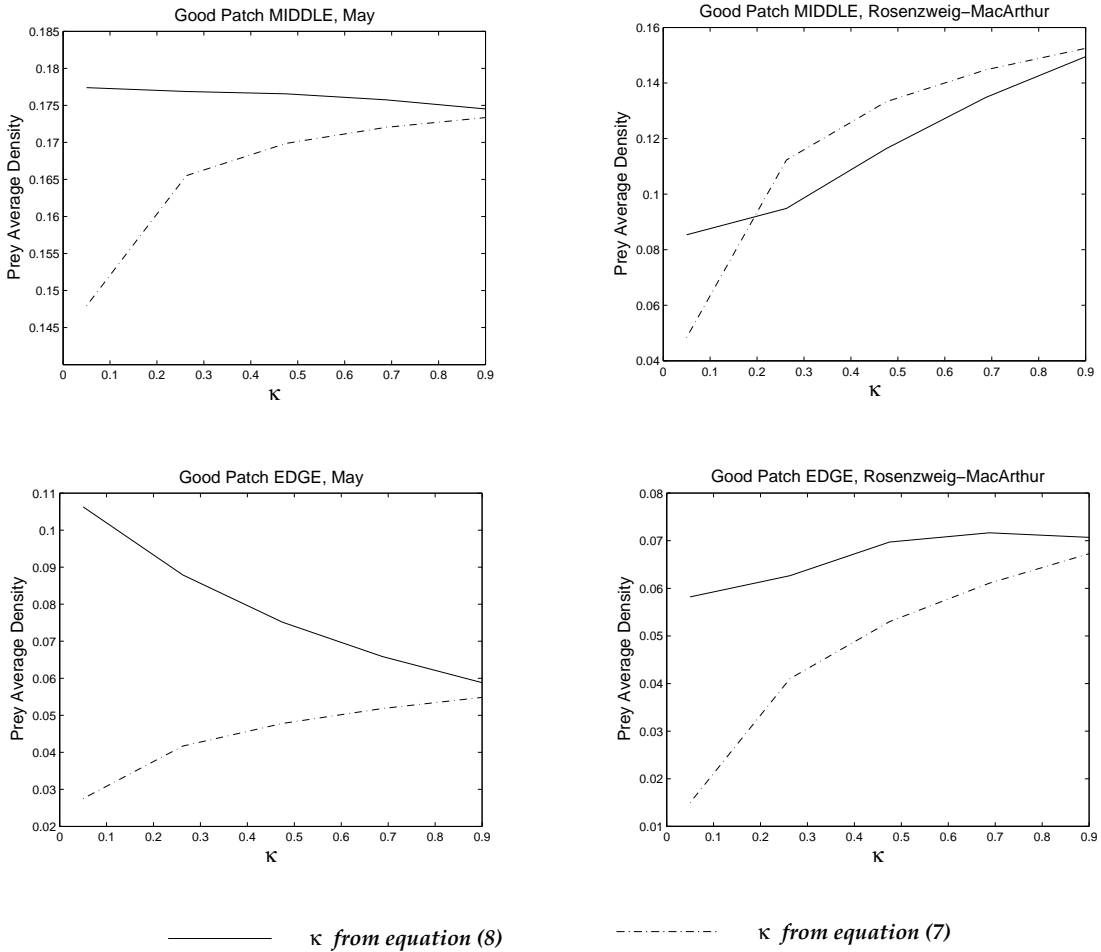 Good Patch MIDDLE, May
0.185
0.18
0.175
0.17
0.165
0.16
0.155
0.15
0.145
Prey Average Density
0 0.1 0.2 0.3 0.4 0.5 0.6 0.7 0.8 0.9
κ
Good Patch MIDDLE, Rosenzweig−MacArthur
0.16
0.14
0.12
0.1
0.08
0.06
0.04
Prey Average Density
0 0.1 0.2 0.3 0.4 0.5 0.6 0.7 0.8 0.9
κ
Good Patch EDGE, May
0.11
0.1
0.09
0.08
0.07
0.06
0.05
0.04
0.03
0.02
Prey Average Density
0 0.1 0.2 0.3 0.4 0.5 0.6 0.7 0.8 0.9
κ
Good Patch EDGE, Rosenzweig−MacArthur
0.08
0.07
0.06
0.05
0.04
0.03
0.02
0.01
Prey Average Density
0 0.1 0.2 0.3 0.4 0.5 0.6 0.7 0.8 0.9
κ
κ from equation (8)
κ from equation (7)